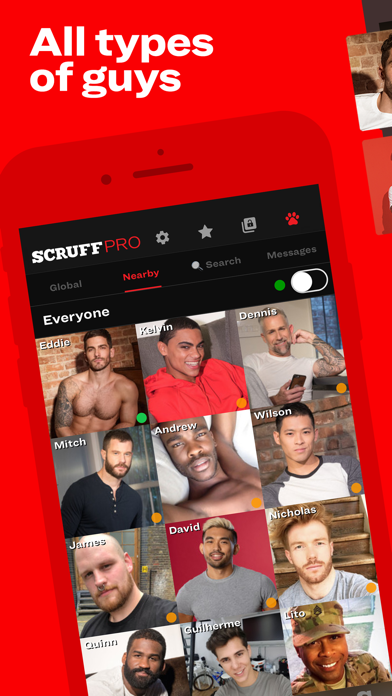 All types
of guys
SCRUFF PRO
Global Nearby Search Messages
Everyone
Eddie Kelvin Dennis
Mitch Andrew Wilson
James David Nicholas
Quinn Guilherme Lito